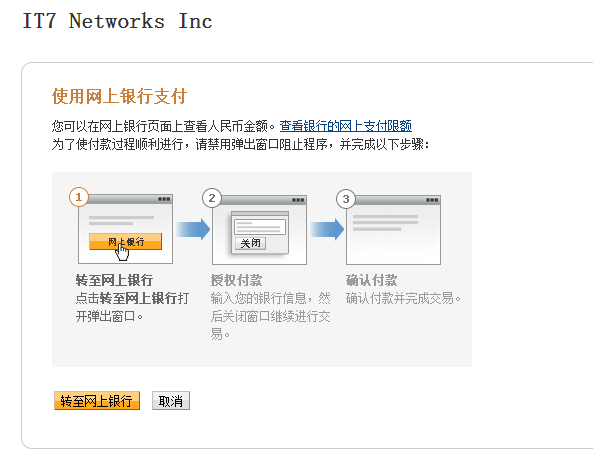 IT7 Networks Inc
使用网上银行支付
您可以在网上银行页面上查看人民币金额。查看银行的网上支付限额
为了使付款过程顺利进行，请禁用弹出窗口阻止程序，并完成以下步骤：
1
2
3
网上银行
关闭
转至网上银行
点击转至网上银行打
开弹出窗口。
授权付款
输入您的银行信息，然
后关闭窗口继续进行交
易。
确认付款
确认付款并完成交易。
转至网上银行
取消